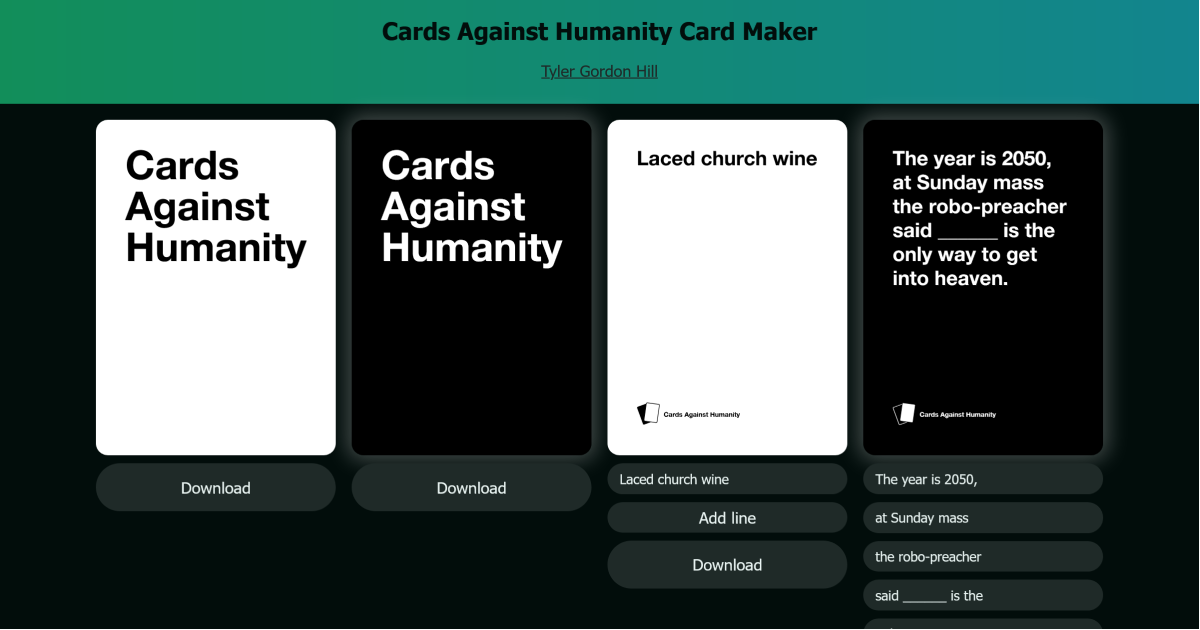 Cards Against Humanity Card Maker
Tyler Gordon Hill
Cards
Against
Humanity
Download
Cards
Against
Humanity
Download
Laced church wine
Cards Against Humanity
Laced church wine
Add line
Download
The year is 2050,
at Sunday mass
the robo-preacher
said ______ is the
only way to get
into heaven.
Cards Against Humanity
The year is 2050,
at Sunday mass
the robo-preacher
said ______ is the